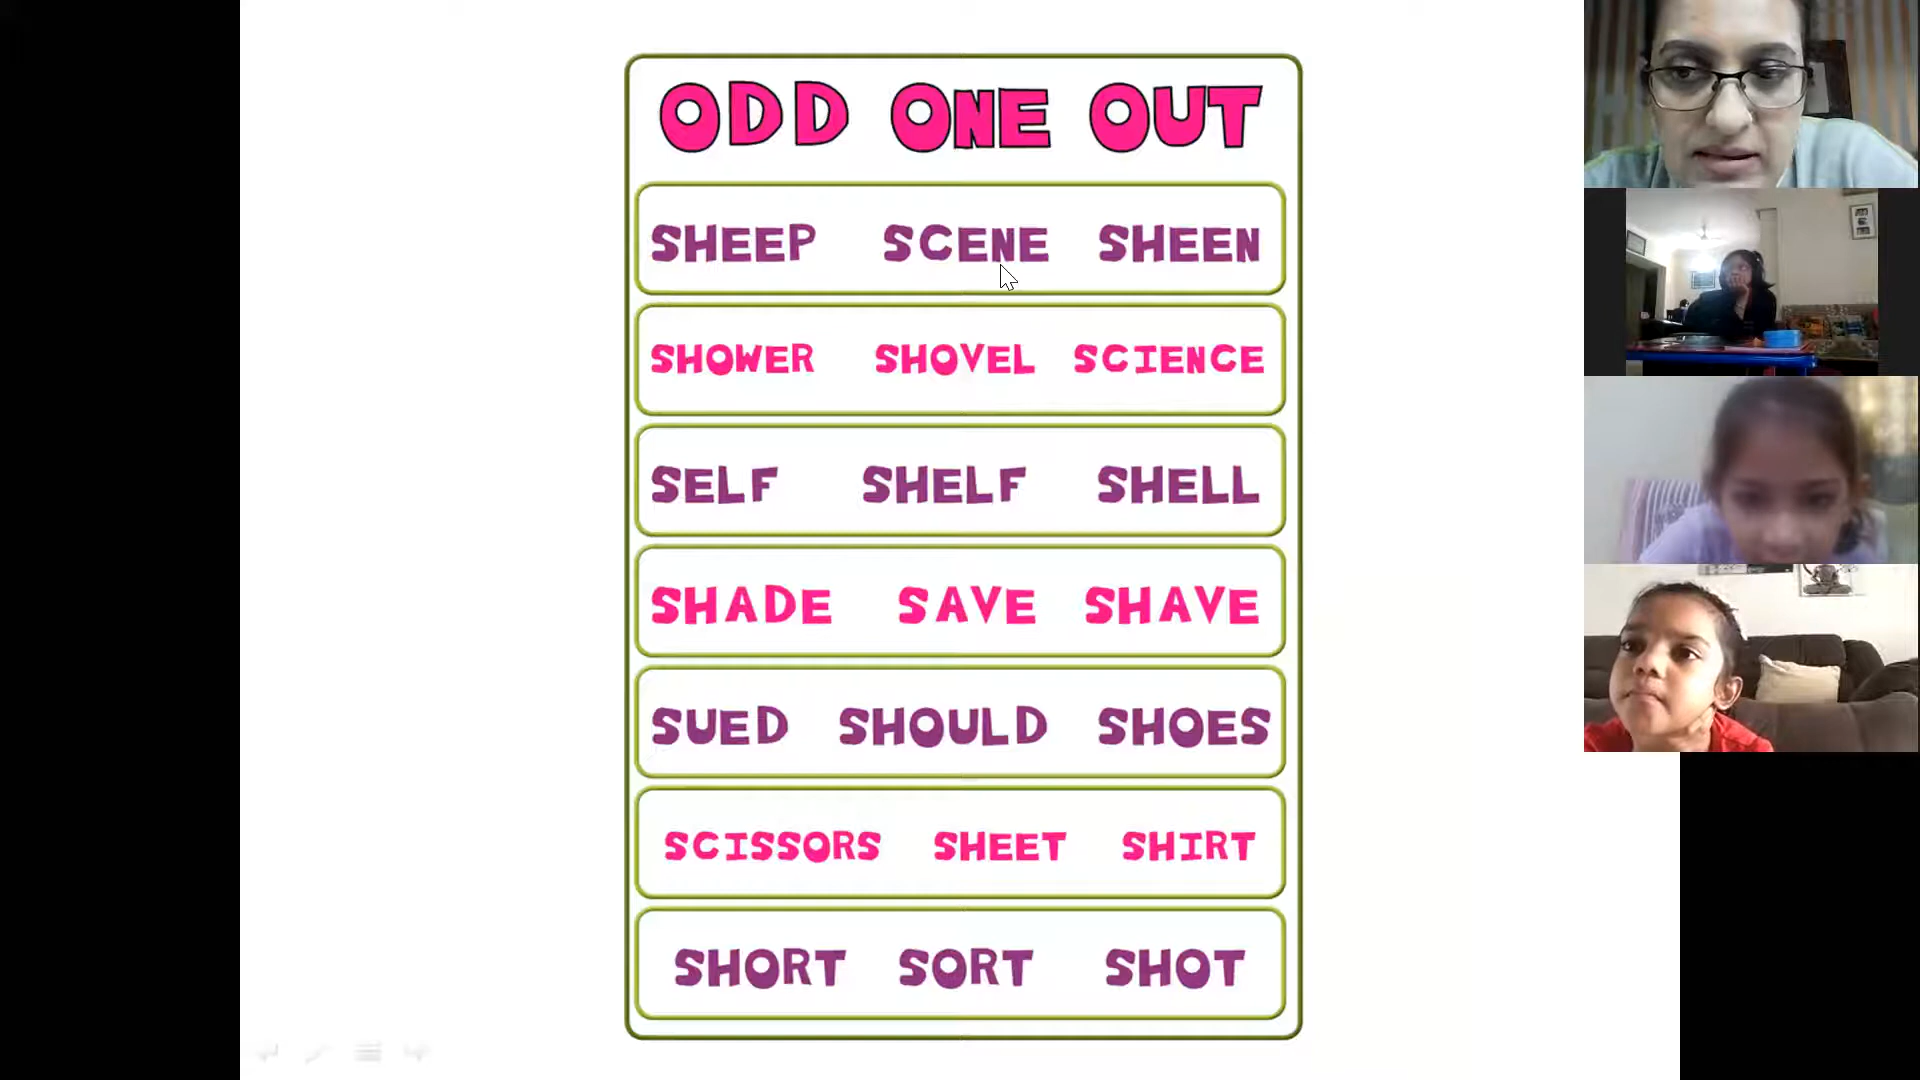 ODD ONE OUT
SHEEP SCENE SHEEN
SHOWER SHOVEL SCIENCE
SELF SHELF SHELL
SHADE SAVE SHAVE
SUED SHOULD SHOES
SCISSORS SHEET SHIRT
SHORT SORT SHOT